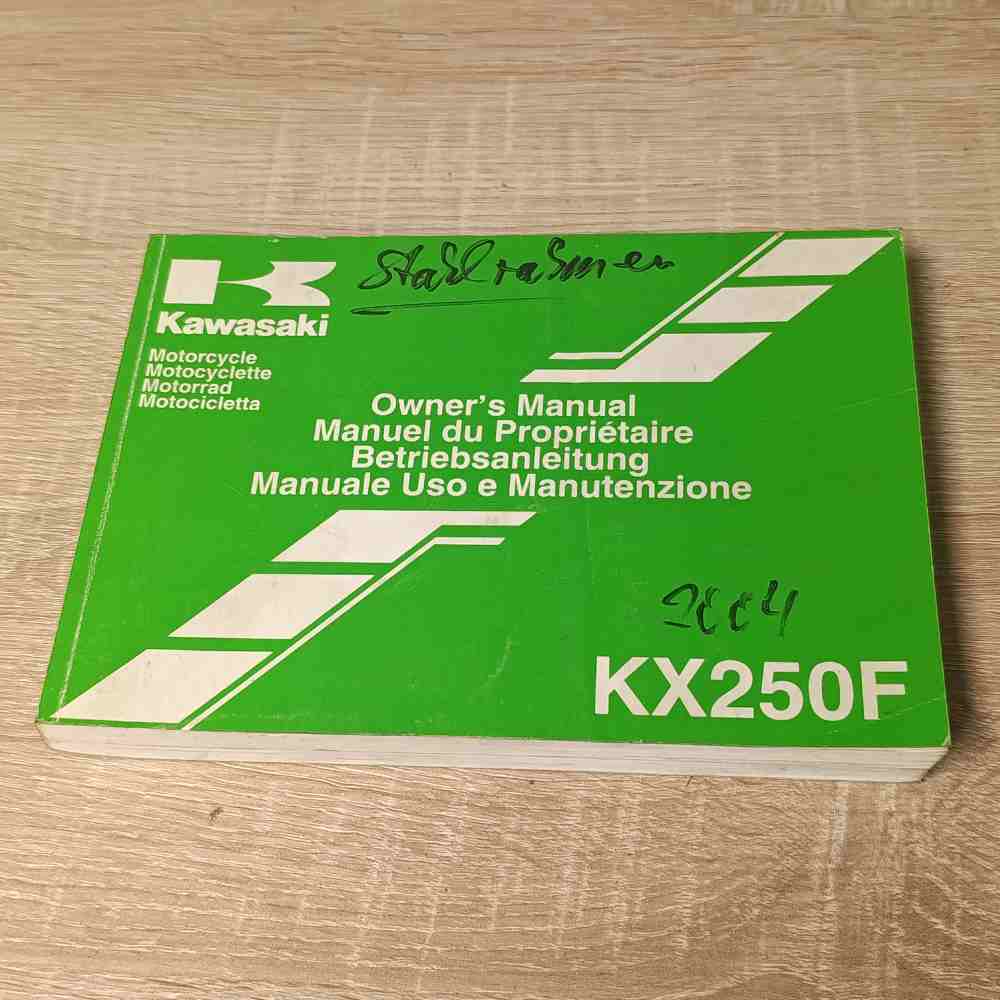 Stahlrahmen
Kawasaki
Motorcycle
Motocyclette
Motorrad
Motocicletta
Owner's Manual
Manuel du Propriétaire
Betriebsanleitung
Manuale Uso e Manutenzione
2004
KX250F